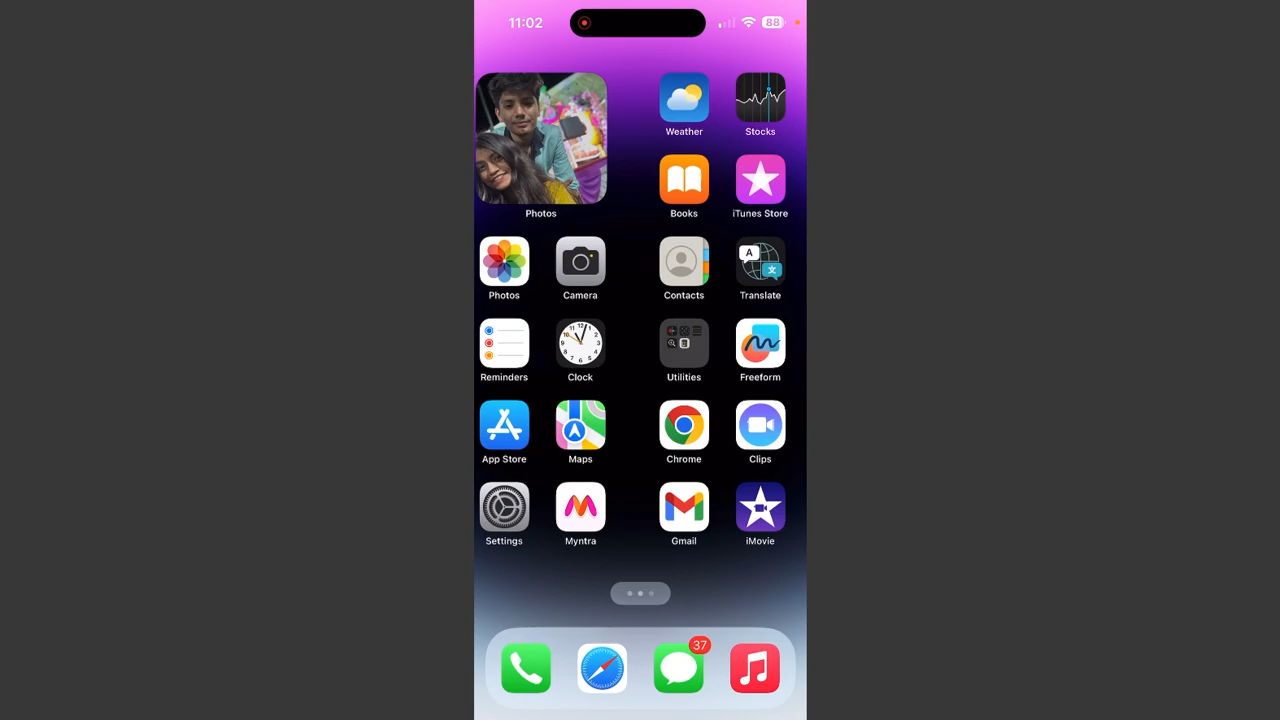 11:02
88
Weather Stocks
Books iTunes Store
Photos
A
文
Photos Camera Contacts Translate
Reminders Clock Utilities Freeform
App Store Maps Chrome Clips
Settings Myntra Gmail iMovie
37